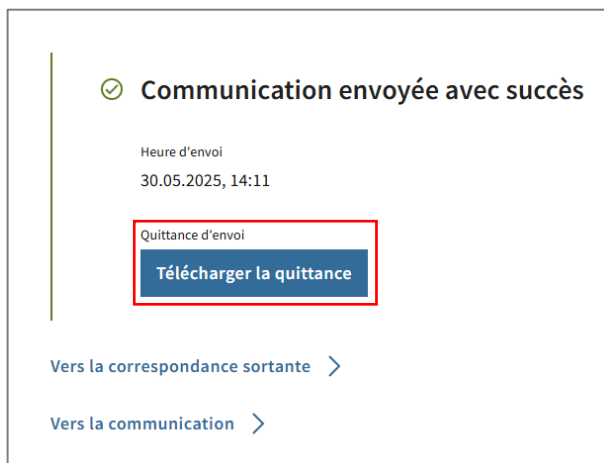 Communication envoyée avec succès
Heure d'envoi
30.05.2025, 14:11
Quittance d'envoi
Télécharger la quittance
Vers la correspondance sortante
Vers la communication